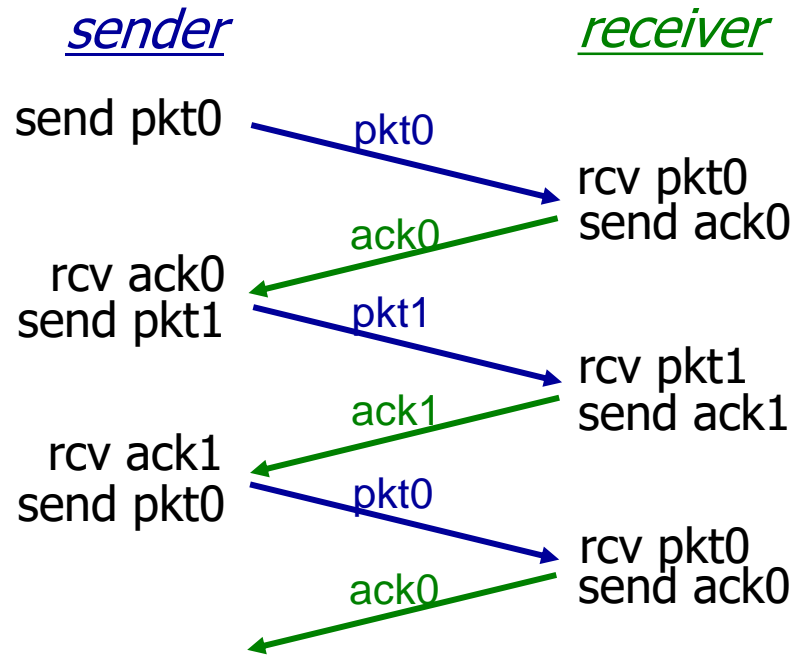 sender receiver
send pkt0
pkt0
rcv pkt0
send ack0
ack0
rcv ack0
send pkt1
pkt1
rcv pkt1
send ack1
ack1
rcv ack1
send pkt0
pkt0
rcv pkt0
send ack0
ack0